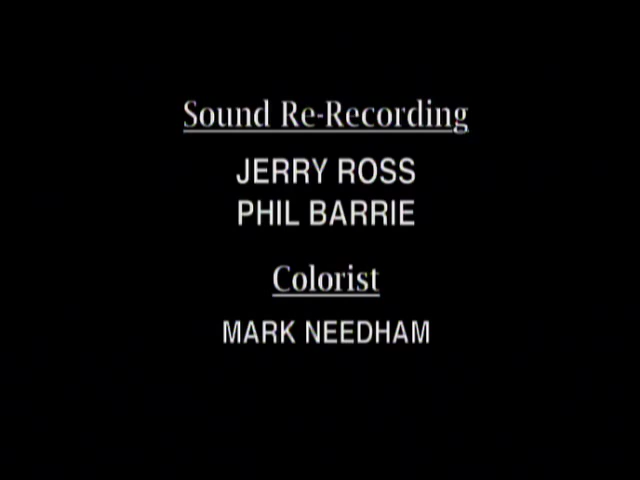 Sound Re-Recording
JERRY ROSS
PHIL BARRIE
Colorist
MARK NEEDHAM